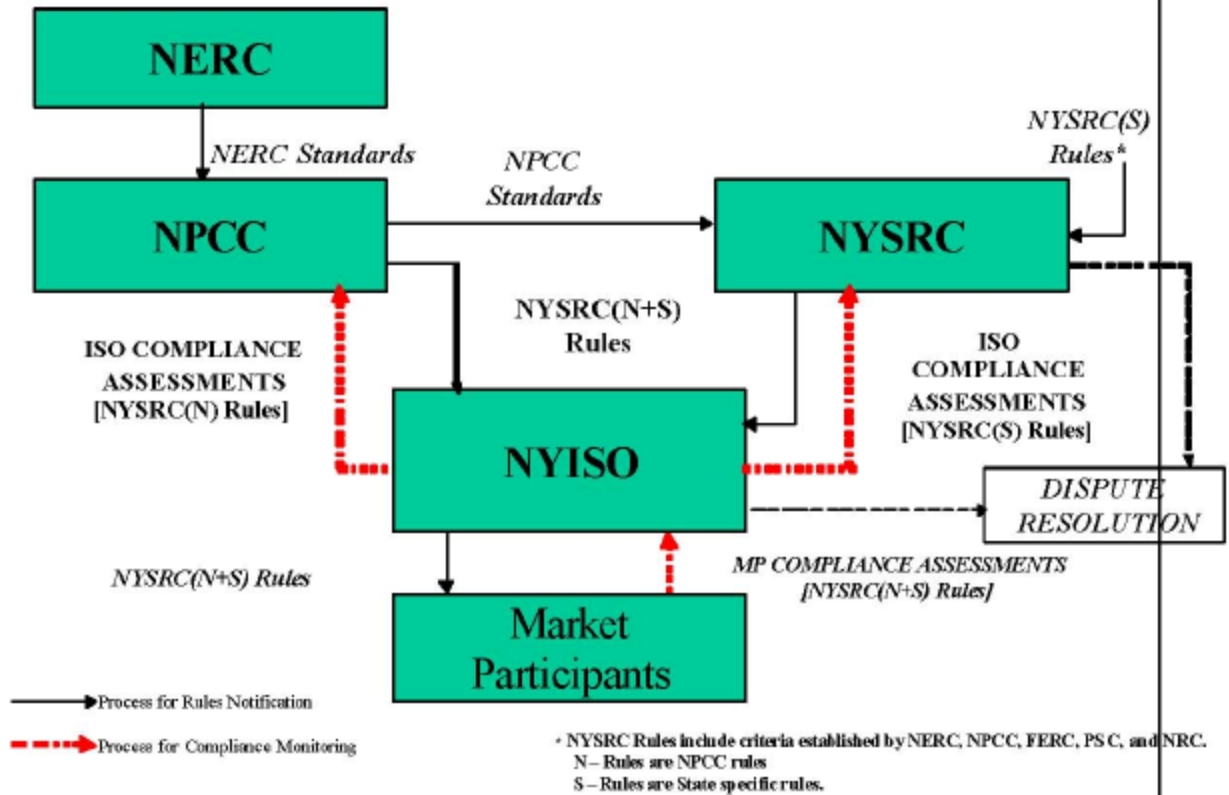 NERC
NERC Standards
NYSRC(S)
Rules*
NPCC
Standards
NPCC
NYSRC
NYSRC(N+S)
Rules
ISO COMPLIANCE
ASSESSMENTS
[NYSRC(N) Rules]
ISO
COMPLIANCE
ASSESSMENTS
[NYSRC(S) Rules]
NYISO
DISPUTE
RESOLUTION
NYSRC(N+S) Rules
MP COMPLIANCE ASSESSMENTS
[NYSRC(N+S) Rules]
Market
Participants
Process for Rules Notification
Process for Compliance Monitoring
* NYSRC Rules include criteria established by NERC, NPCC, FERC, PSC, and NRC.
N – Rules are NPCC rules
S – Rules are State specific rules.